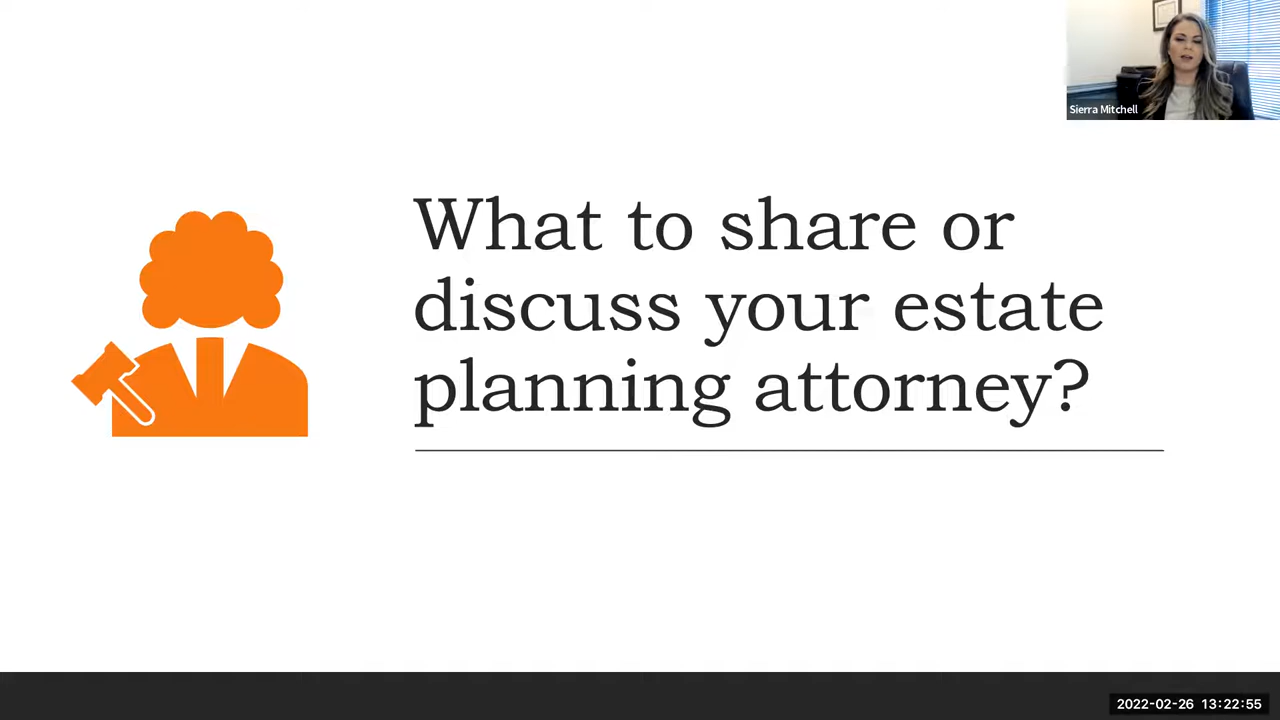 Sierra Mitchell
What to share or
discuss your estate
planning attorney?
2022-02-26 13:22:55